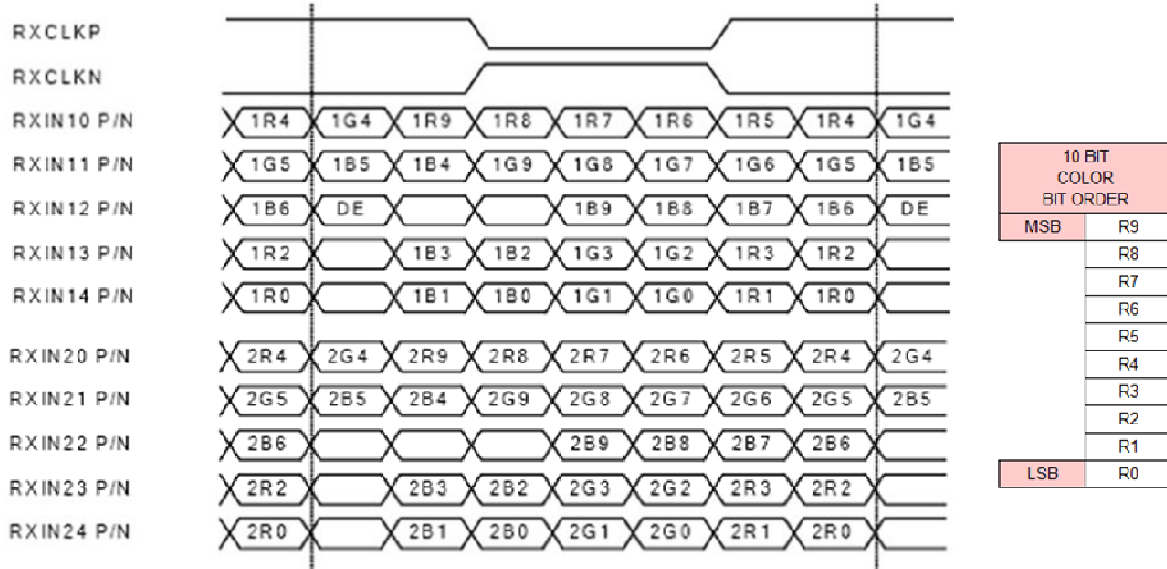 RXCLKP
RXCLKN
RXIN10 P/N 1R4 1G4 1R9 1R8 1R7 1R6 1R5 1R4 1G4
RXIN11 P/N 1G5 1B5 1B4 1G9 1G8 1G7 1G6 1G5 1B5
RXIN12 P/N 1B6 DE 1B9 1B8 1B7 1B6 DE
RXIN13 P/N 1R2 1B3 1B2 1G3 1G2 1R3 1R2
RXIN14 P/N 1R0 1B1 1B0 1G1 1G0 1R1 1R0
RXIN20 P/N 2R4 2G4 2R9 2R8 2R7 2R6 2R5 2R4 2G4
RXIN21 P/N 2G5 2B5 2B4 2G9 2G8 2G7 2G6 2G5 2B5
RXIN22 P/N 2B6 2B9 2B8 2B7 2B6
RXIN23 P/N 2R2 2B3 2B2 2G3 2G2 2R3 2R2
RXIN24 P/N 2R0 2B1 2B0 2G1 2G0 2R1 2R0
10 BIT
COLOR
BIT ORDER
MSB R9
R8
R7
R6
R5
R4
R3
R2
R1
LSB R0